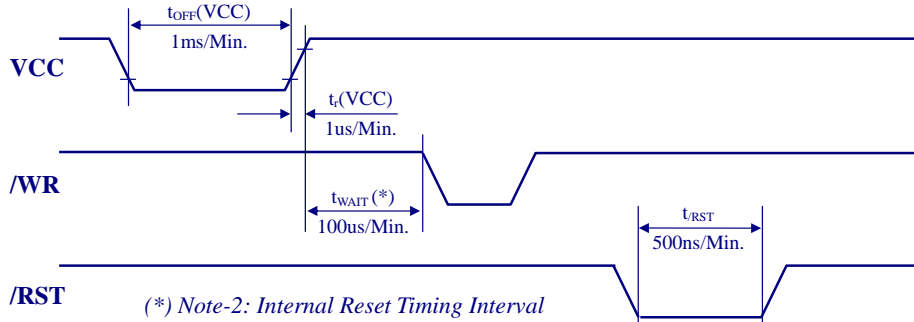 tOFF(VCC)
1ms/Min.
VCC
tr(VCC)
1us/Min.
/WR
tWAIT (*)
100us/Min.
t/RST
500ns/Min.
/RST
(*) Note-2: Internal Reset Timing Interval